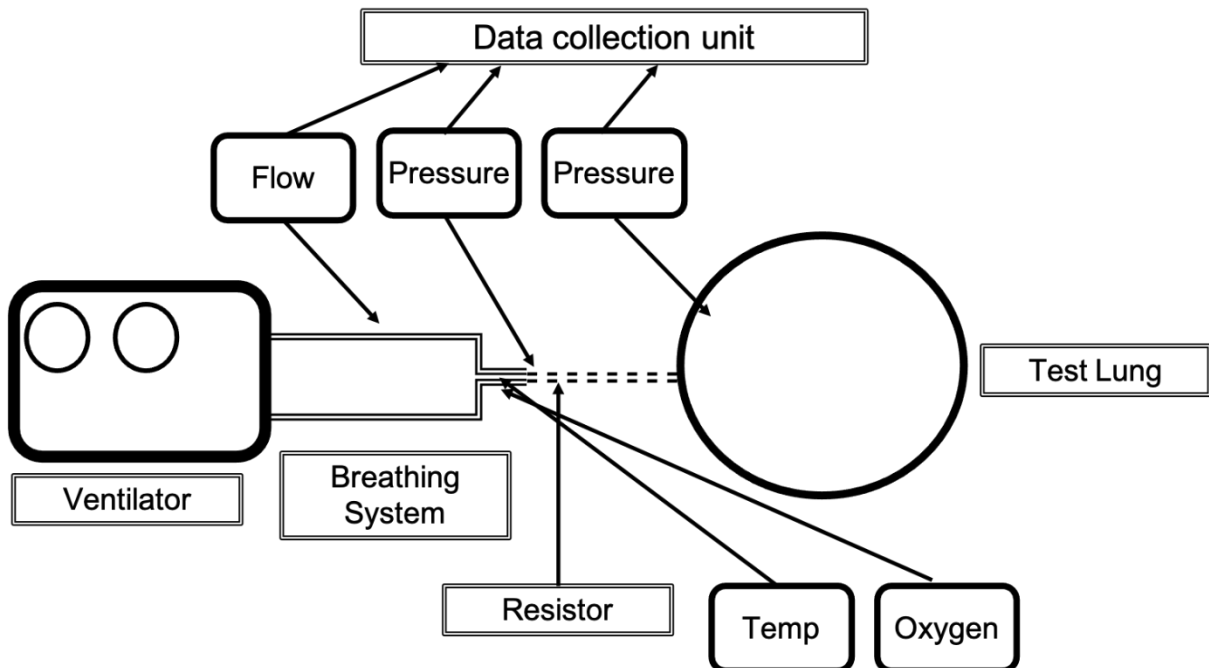 Data collection unit
Flow
Pressure
Pressure
Test Lung
Ventilator
Breathing
System
Resistor
Temp
Oxygen